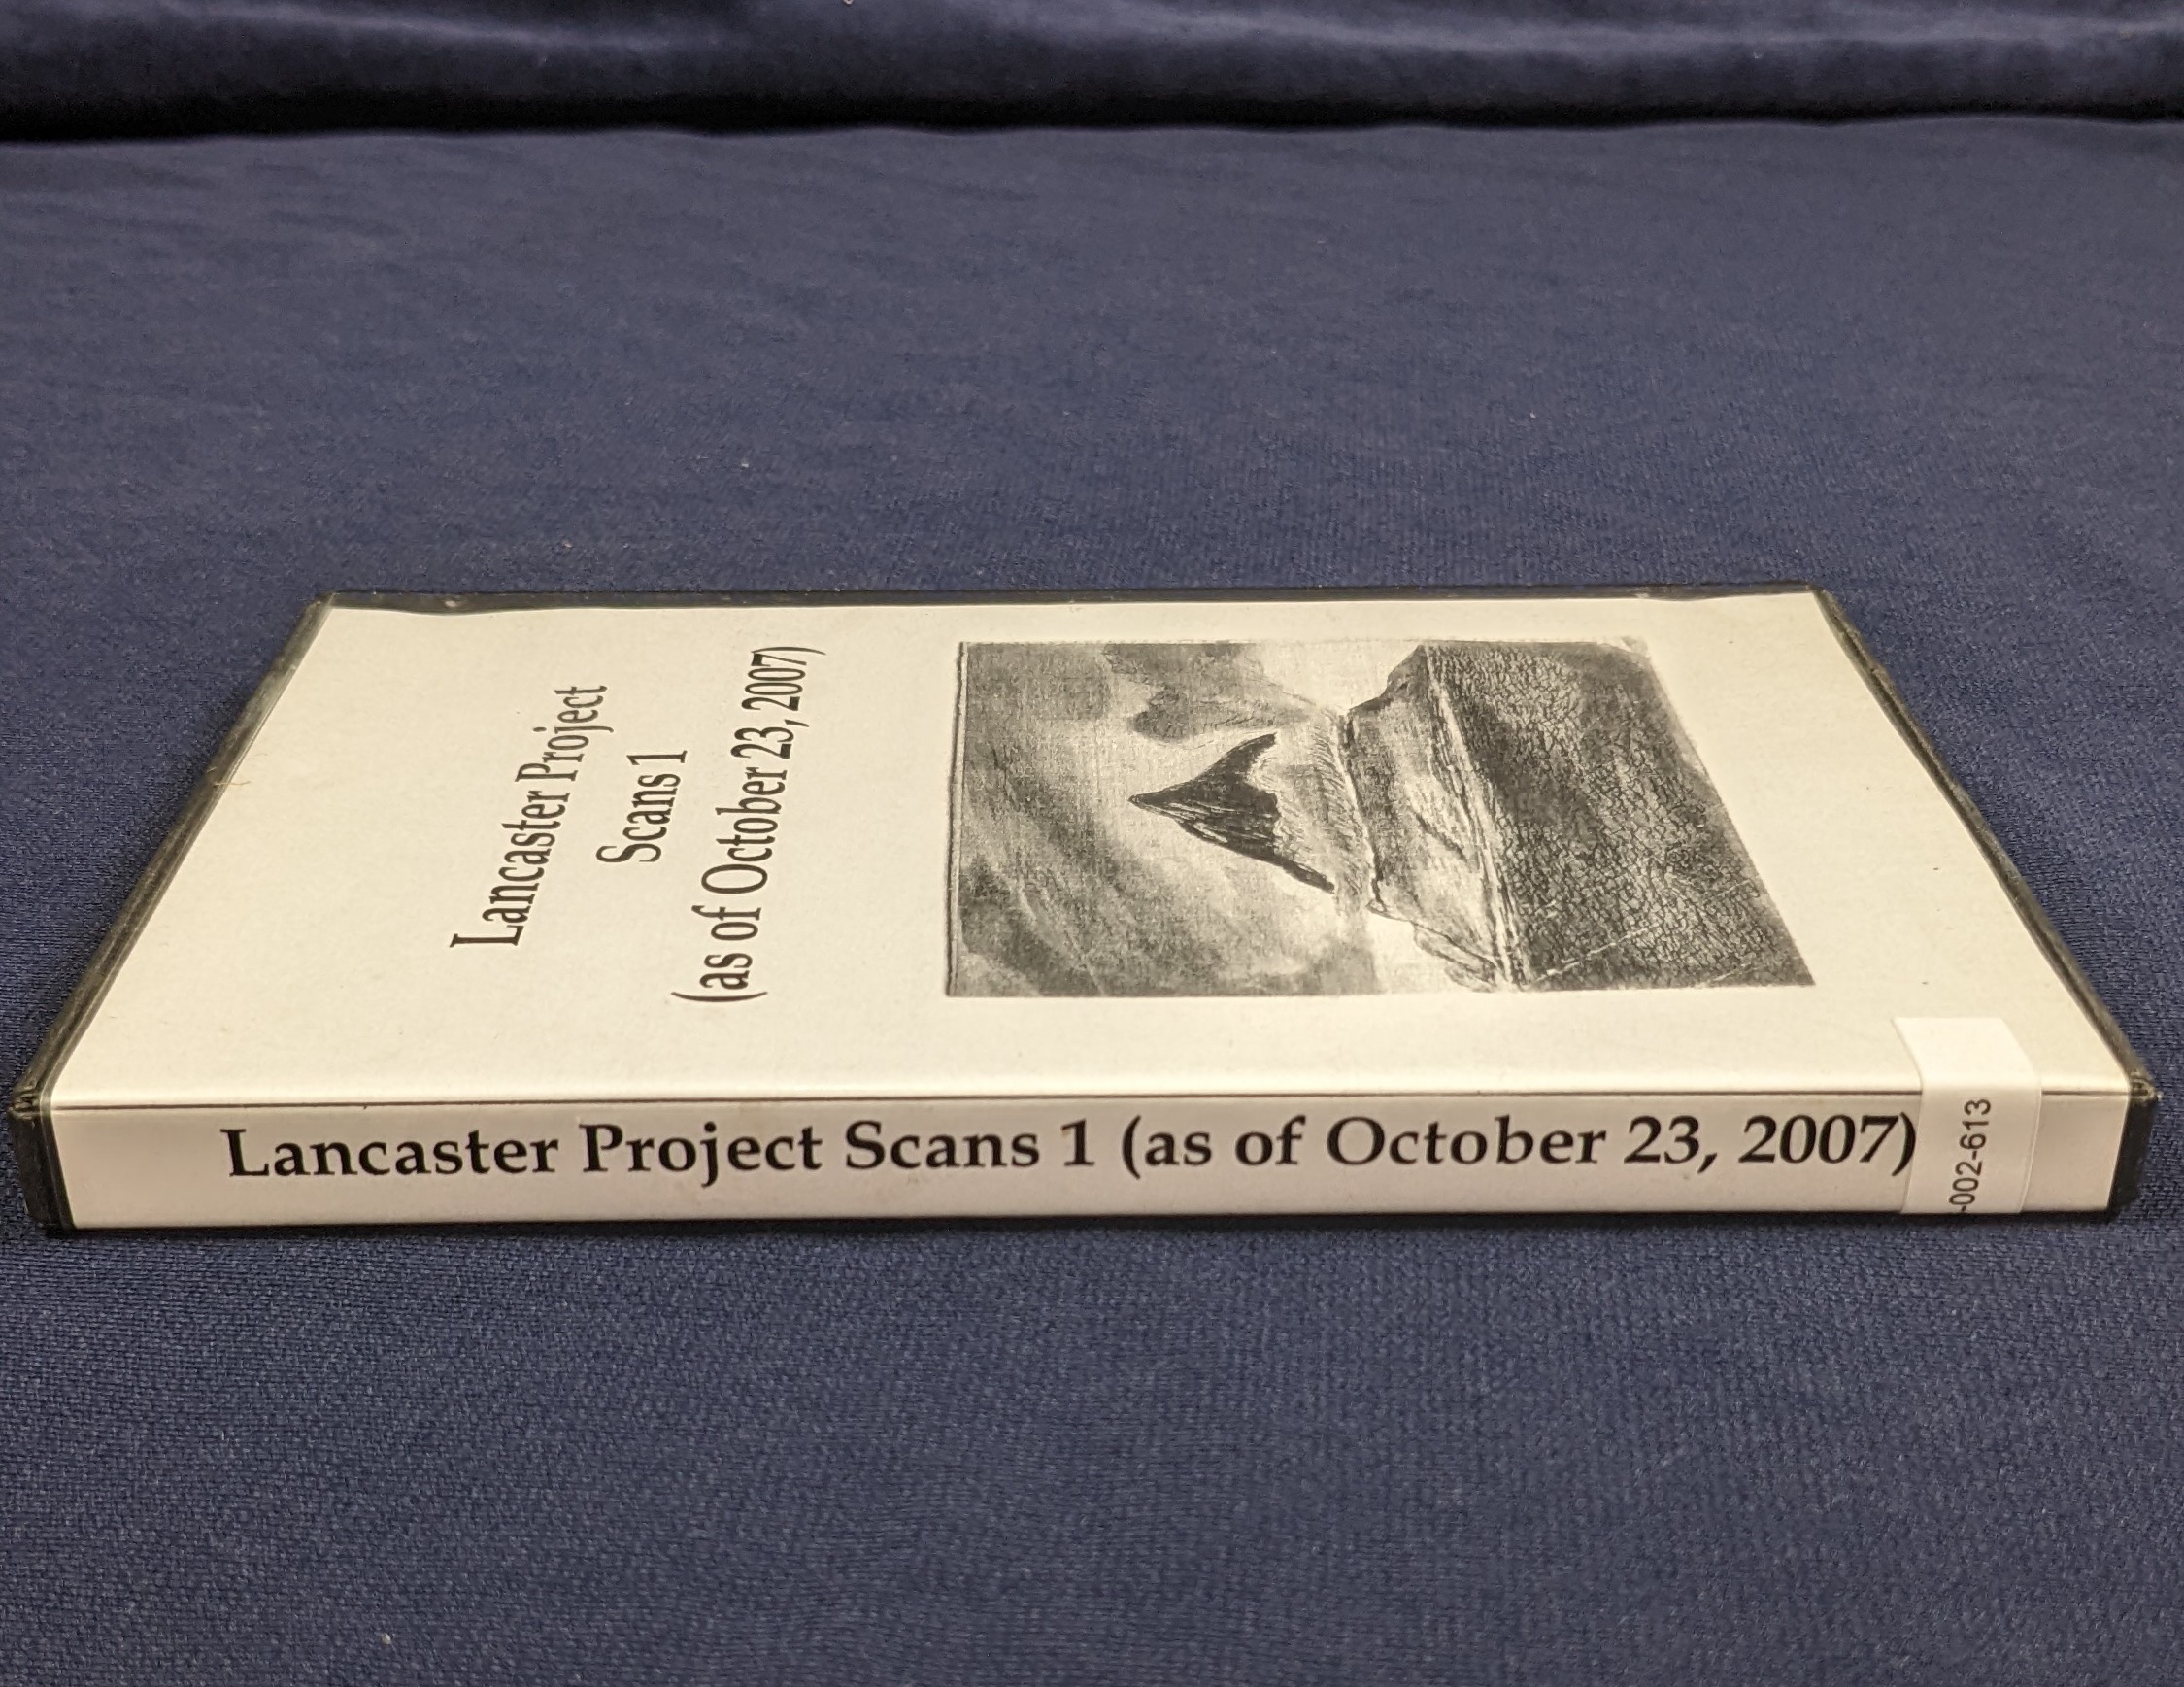 Lancaster Project
Scans 1
(as of October 23, 2007)
Lancaster Project Scans 1 (as of October 23, 2007)
-002-613